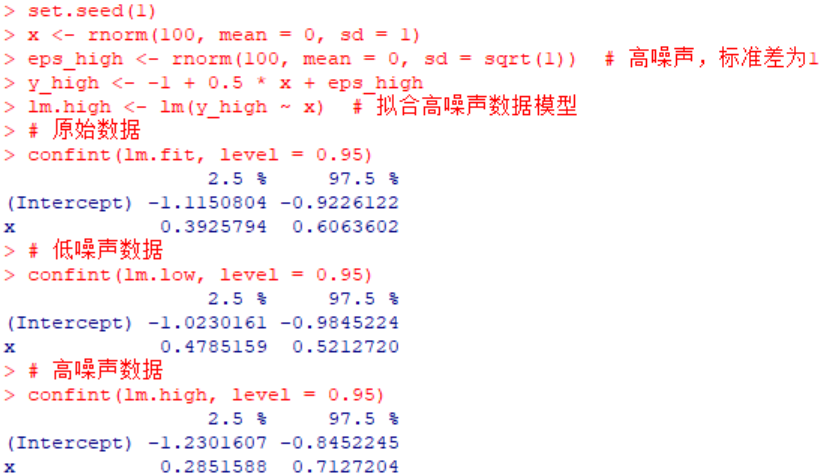 > set.seed(1)
> x <- rnorm(100, mean = 0, sd = 1)
> eps_high <- rnorm(100, mean = 0, sd = sqrt(1))  # 高噪声，标准差为1
> y_high <- -1 + 0.5 * x + eps_high
> lm.high <- lm(y_high ~ x)  # 拟合高噪声数据模型
> # 原始数据
> confint(lm.fit, level = 0.95)
                 2.5 %     97.5 %
(Intercept) -1.1150804 -0.9226122
x            0.3925794  0.6063602
> # 低噪声数据
> confint(lm.low, level = 0.95)
                 2.5 %     97.5 %
(Intercept) -1.0230161 -0.9845224
x            0.4785159  0.5212720
> # 高噪声数据
> confint(lm.high, level = 0.95)
                 2.5 %     97.5 %
(Intercept) -1.2301607 -0.8452245
x            0.2851588  0.7127204